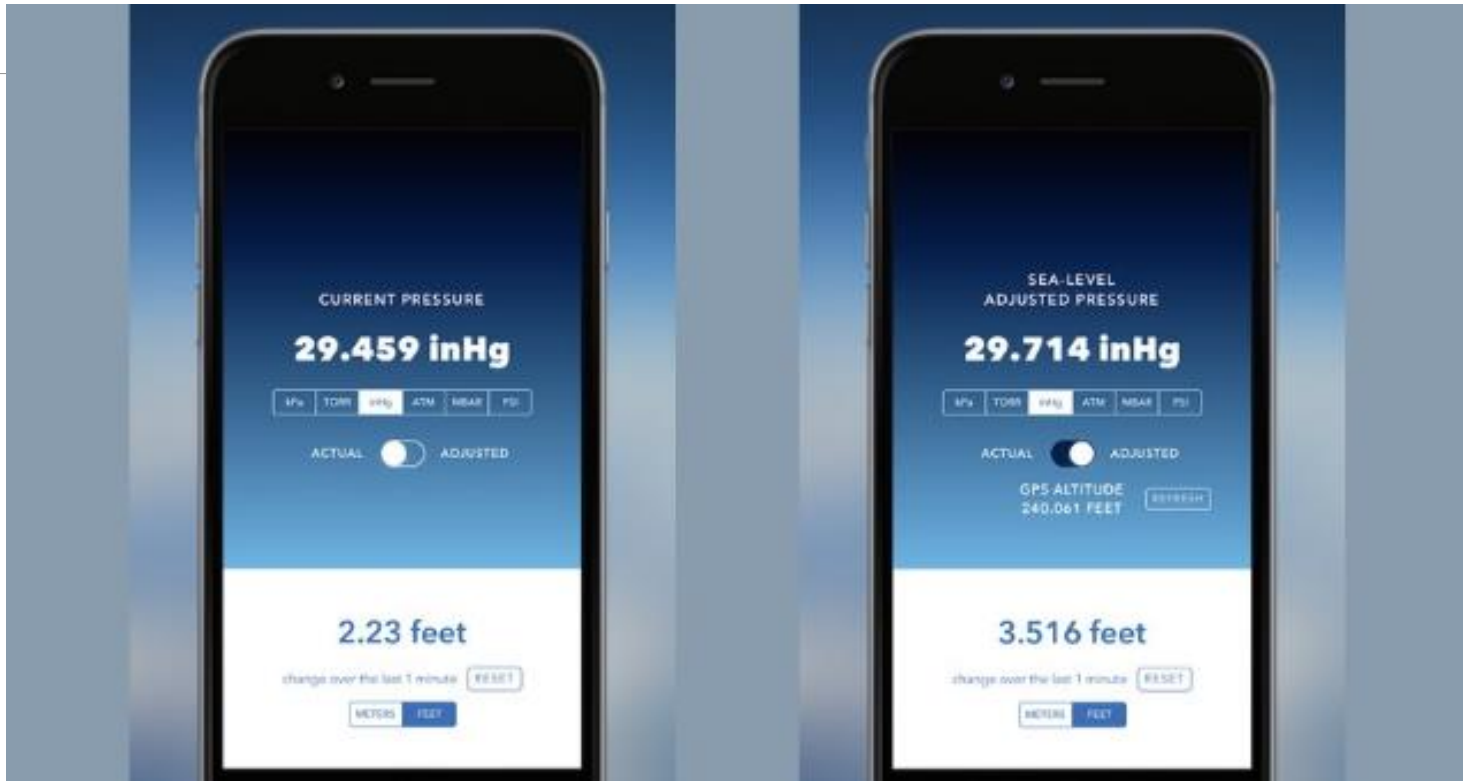 CURRENT PRESSURE
29.459 inHg
kPa TORR inHg ATM MBAR PSI
ACTUAL ADJUSTED
2.23 feet
change over the last 1 minute RESET
METERS FEET
SEA-LEVEL
ADJUSTED PRESSURE
29.714 inHg
kPa TORR inHg ATM MBAR PSI
ACTUAL ADJUSTED
GPS ALTITUDE
240.061 FEET
REFRESH
3.516 feet
change over the last 1 minute RESET
METERS FEET